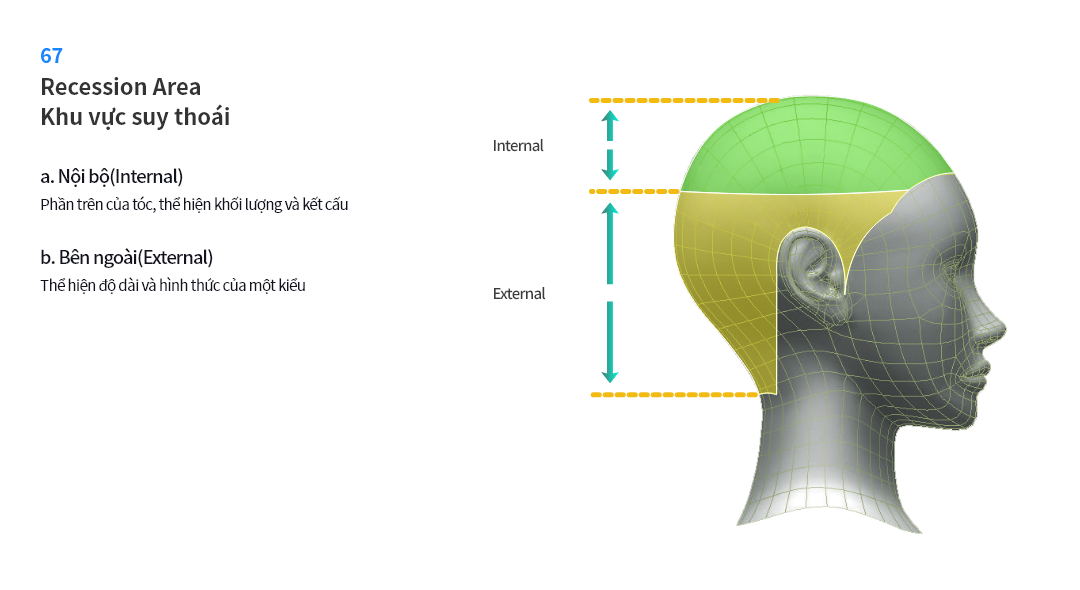 67
Recession Area
Khu vực suy thoái
a. Nội bộ(Internal)
Phần trên của tóc, thể hiện khối lượng và kết cấu
b. Bên ngoài(External)
Thể hiện độ dài và hình thức của một kiểu
Internal
External